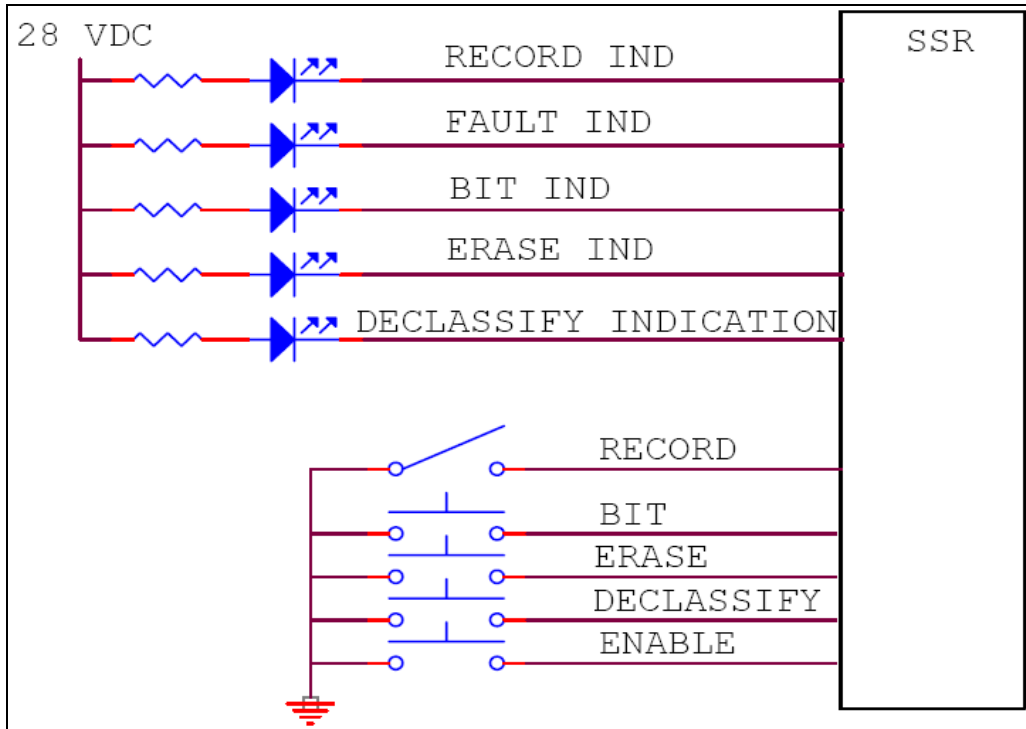 28 VDC
SSR
RECORD IND
FAULT IND
BIT IND
ERASE IND
DECLASSIFY INDICATION
RECORD
BIT
ERASE
DECLASSIFY
ENABLE